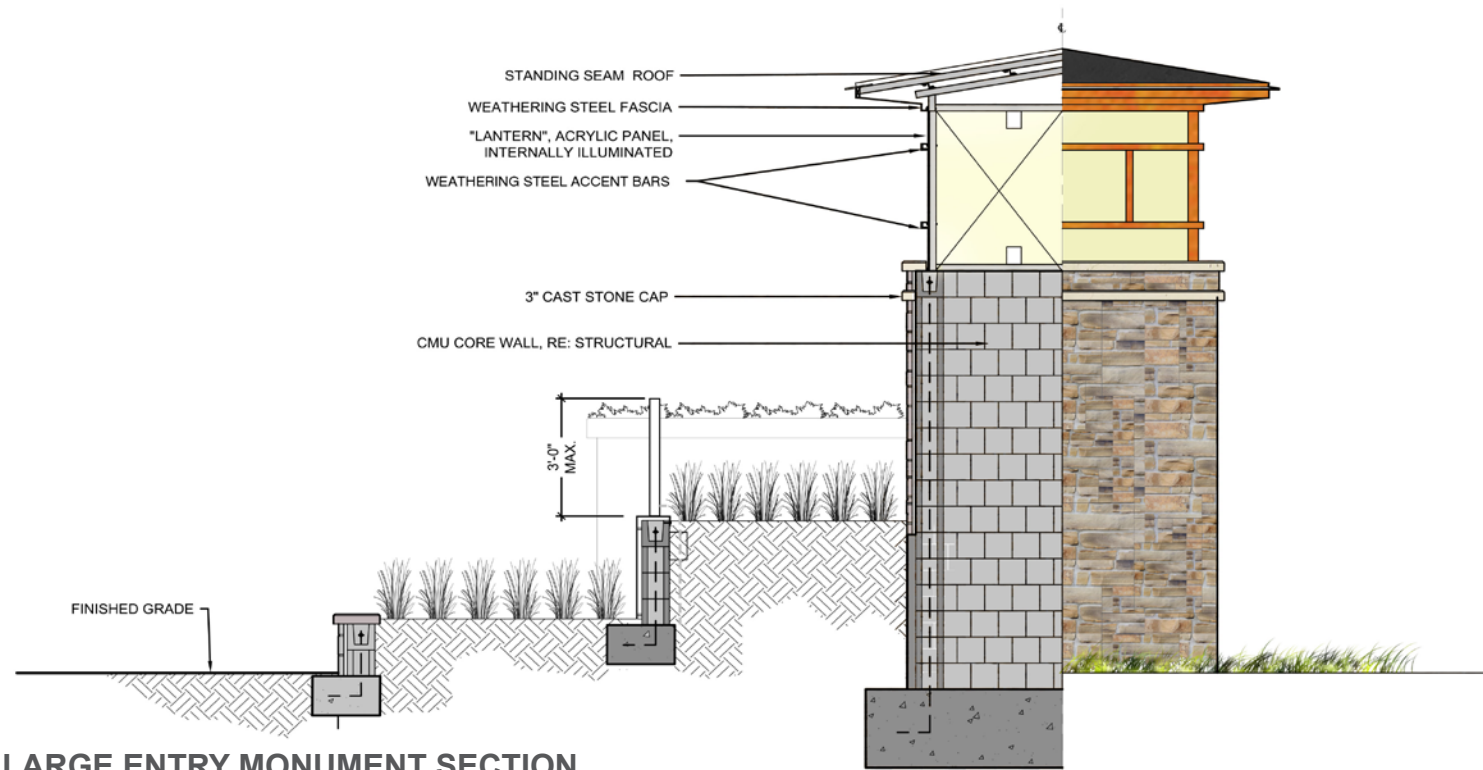 ℄
STANDING SEAM ROOF
WEATHERING STEEL FASCIA
"LANTERN", ACRYLIC PANEL,
INTERNALLY ILLUMINATED
WEATHERING STEEL ACCENT BARS
3" CAST STONE CAP
CMU CORE WALL, RE: STRUCTURAL
3'-0"
MAX.
FINISHED GRADE
LARGE ENTRY MONUMENT SECTION